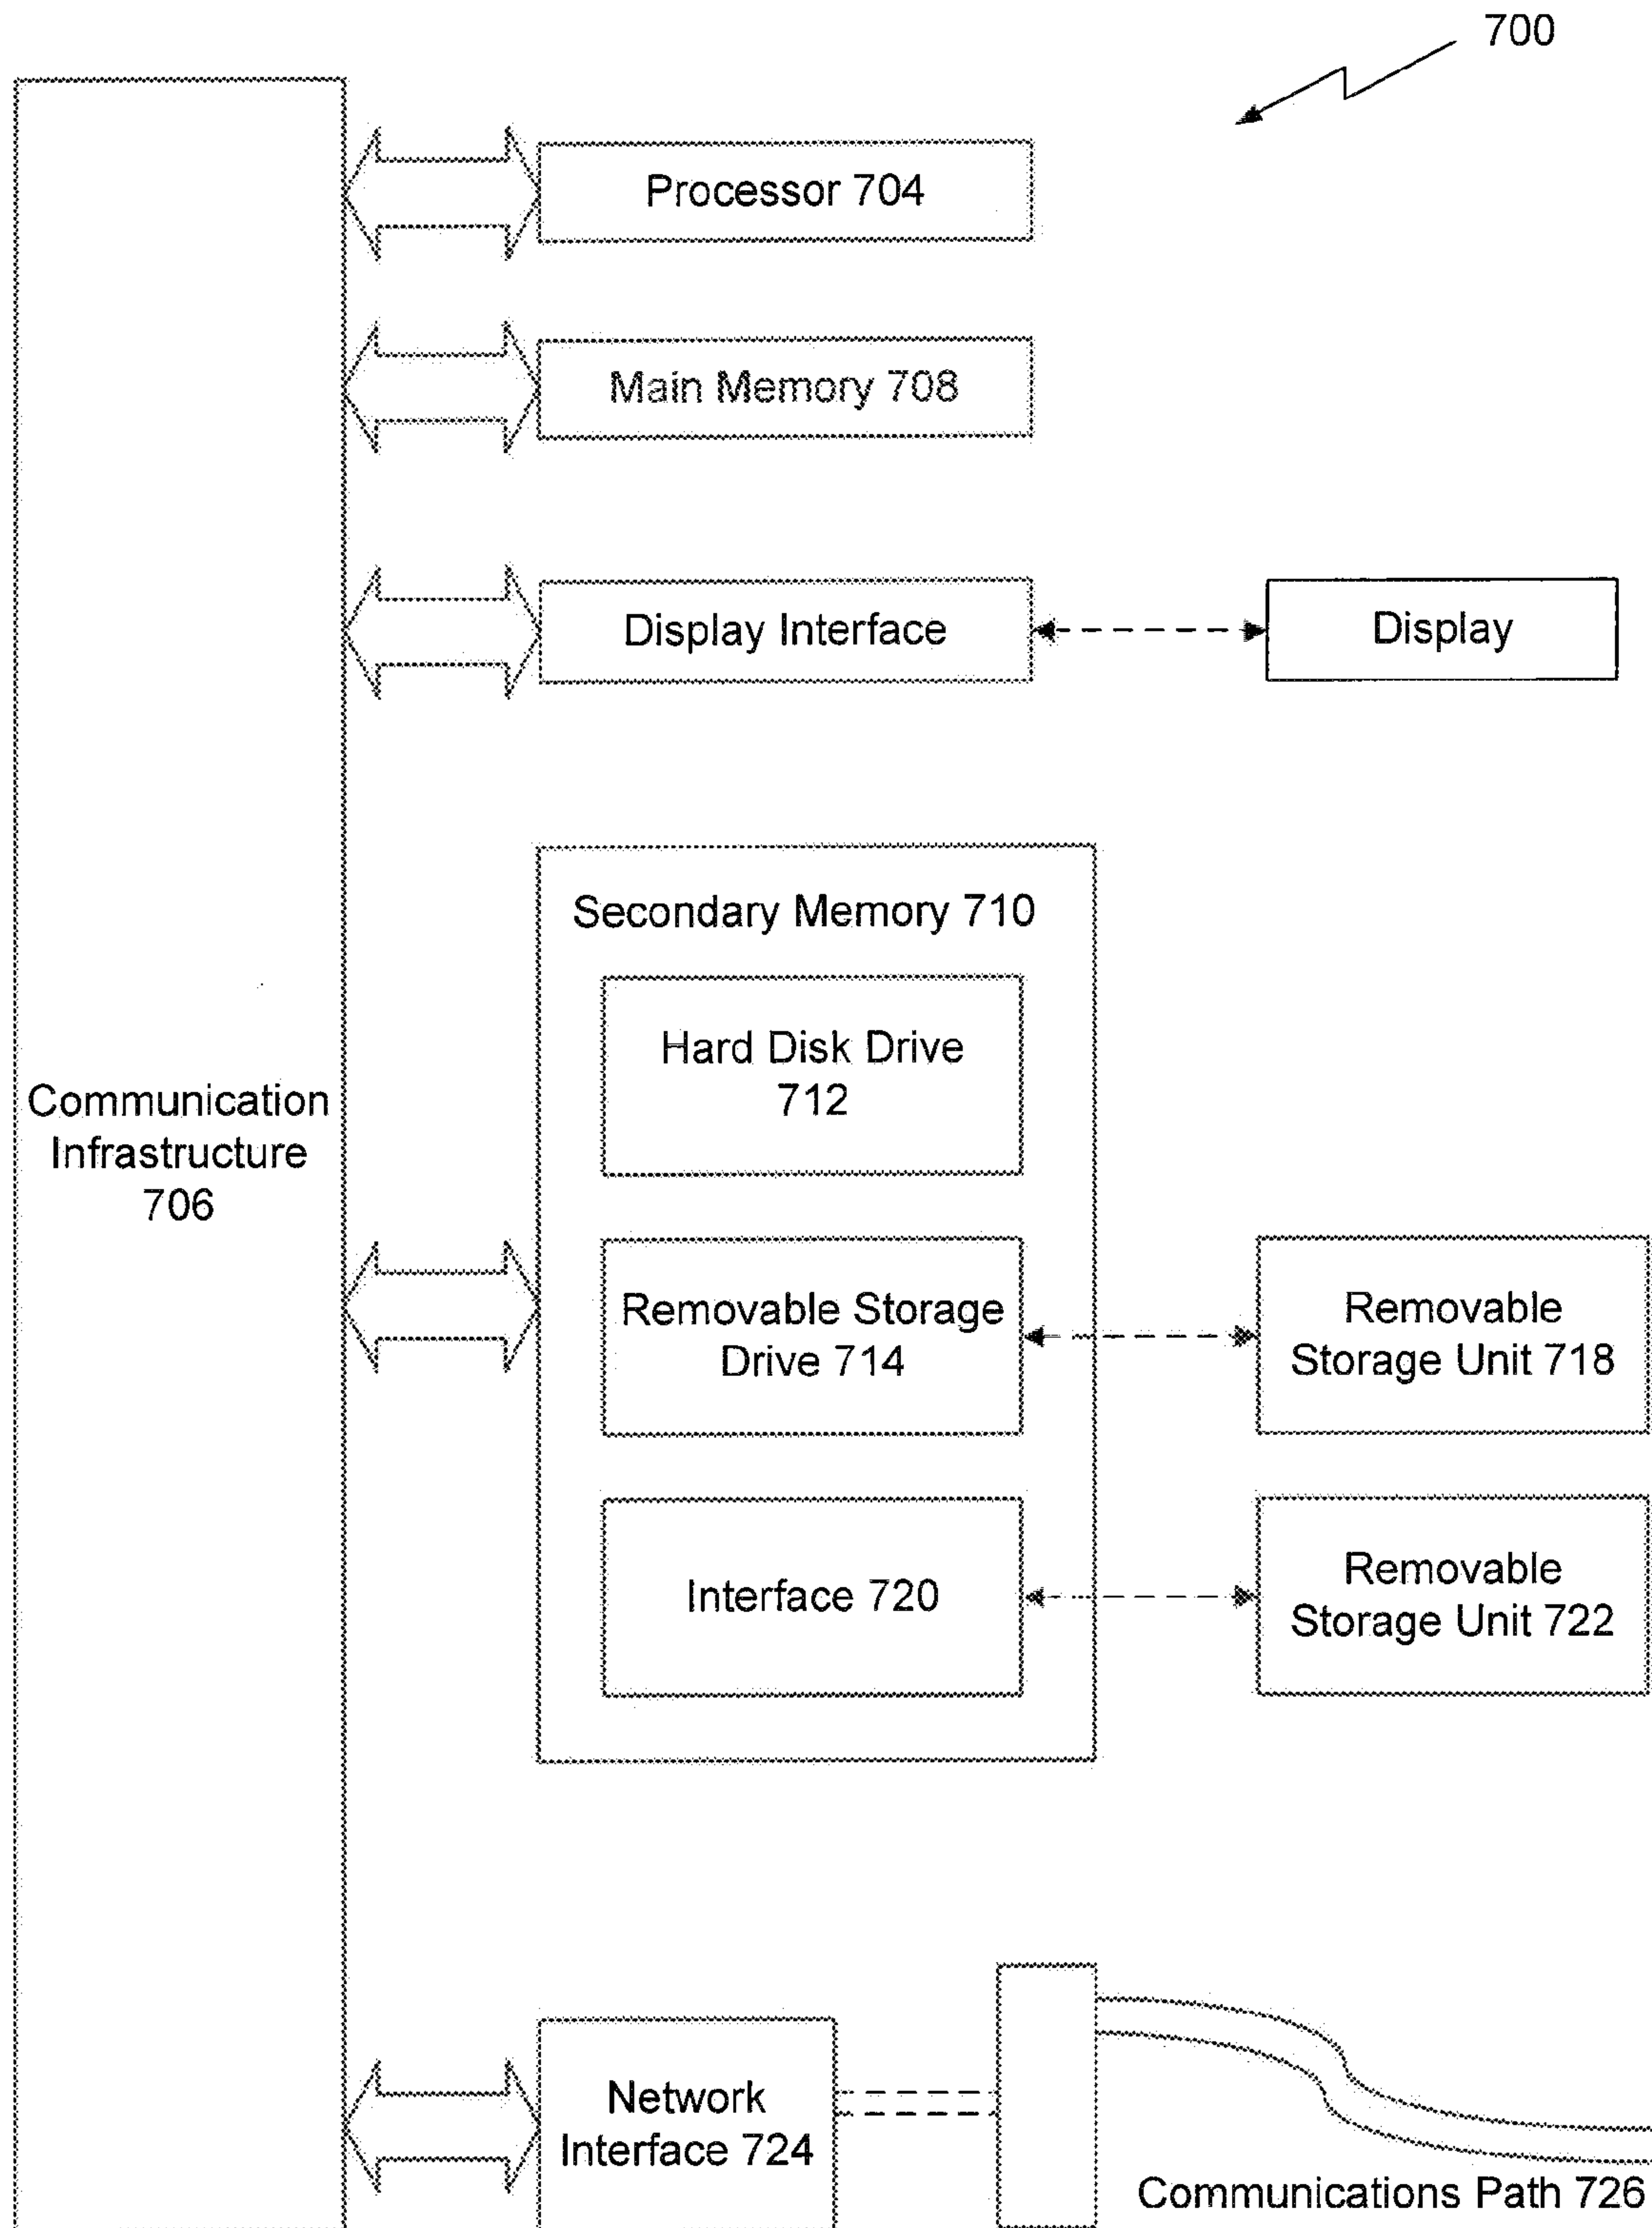 700
Processor 704
Main Memory 708
Display Interface
Display
Secondary Memory 710
Hard Disk Drive
712
Communication
Infrastructure
706
Removable Storage
Drive 714
Removable
Storage Unit 718
Interface 720
Removable
Storage Unit 722
Network
Interface 724
Communications Path 726